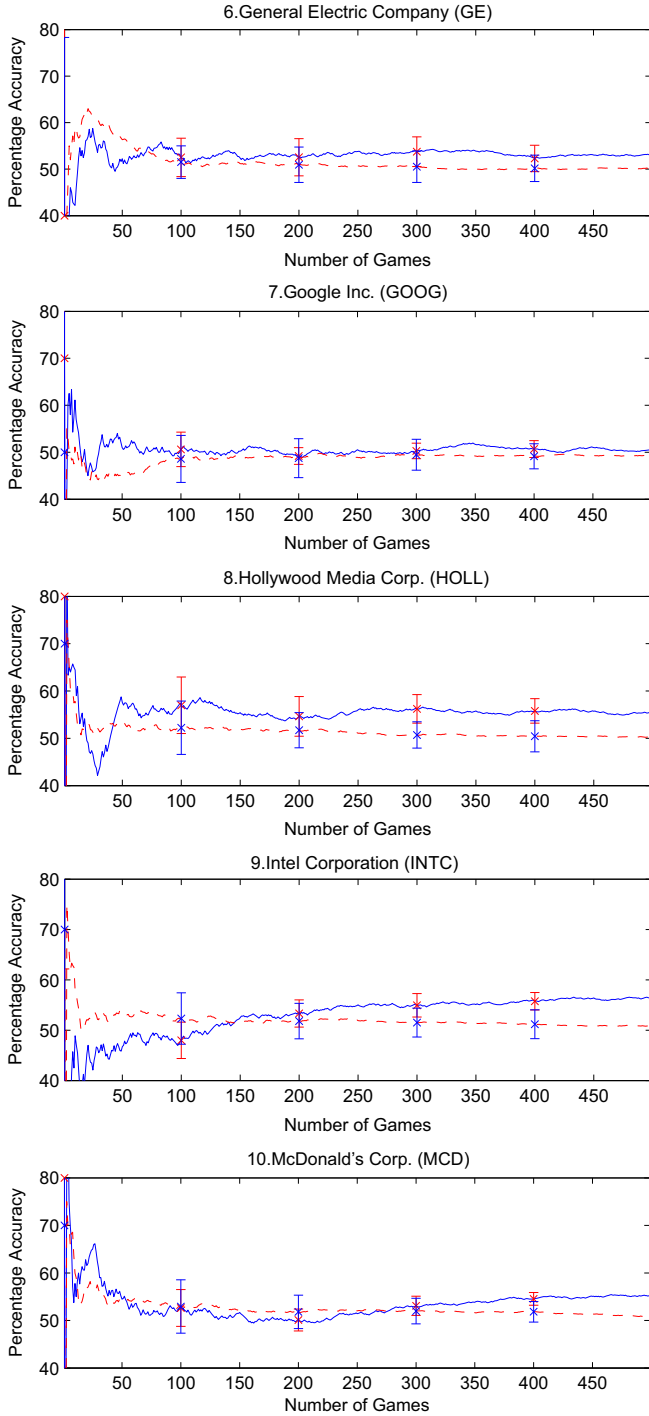 6.General Electric Company (GE)
80
70
60
50
40
Percentage Accuracy
50 100 150 200 250 300 350 400 450
Number of Games
7.Google Inc. (GOOG)
80
70
60
50
40
Percentage Accuracy
50 100 150 200 250 300 350 400 450
Number of Games
8.Hollywood Media Corp. (HOLL)
80
70
60
50
40
Percentage Accuracy
50 100 150 200 250 300 350 400 450
Number of Games
9.Intel Corporation (INTC)
80
70
60
50
40
Percentage Accuracy
50 100 150 200 250 300 350 400 450
Number of Games
10.McDonald's Corp. (MCD)
80
70
60
50
40
Percentage Accuracy
50 100 150 200 250 300 350 400 450
Number of Games